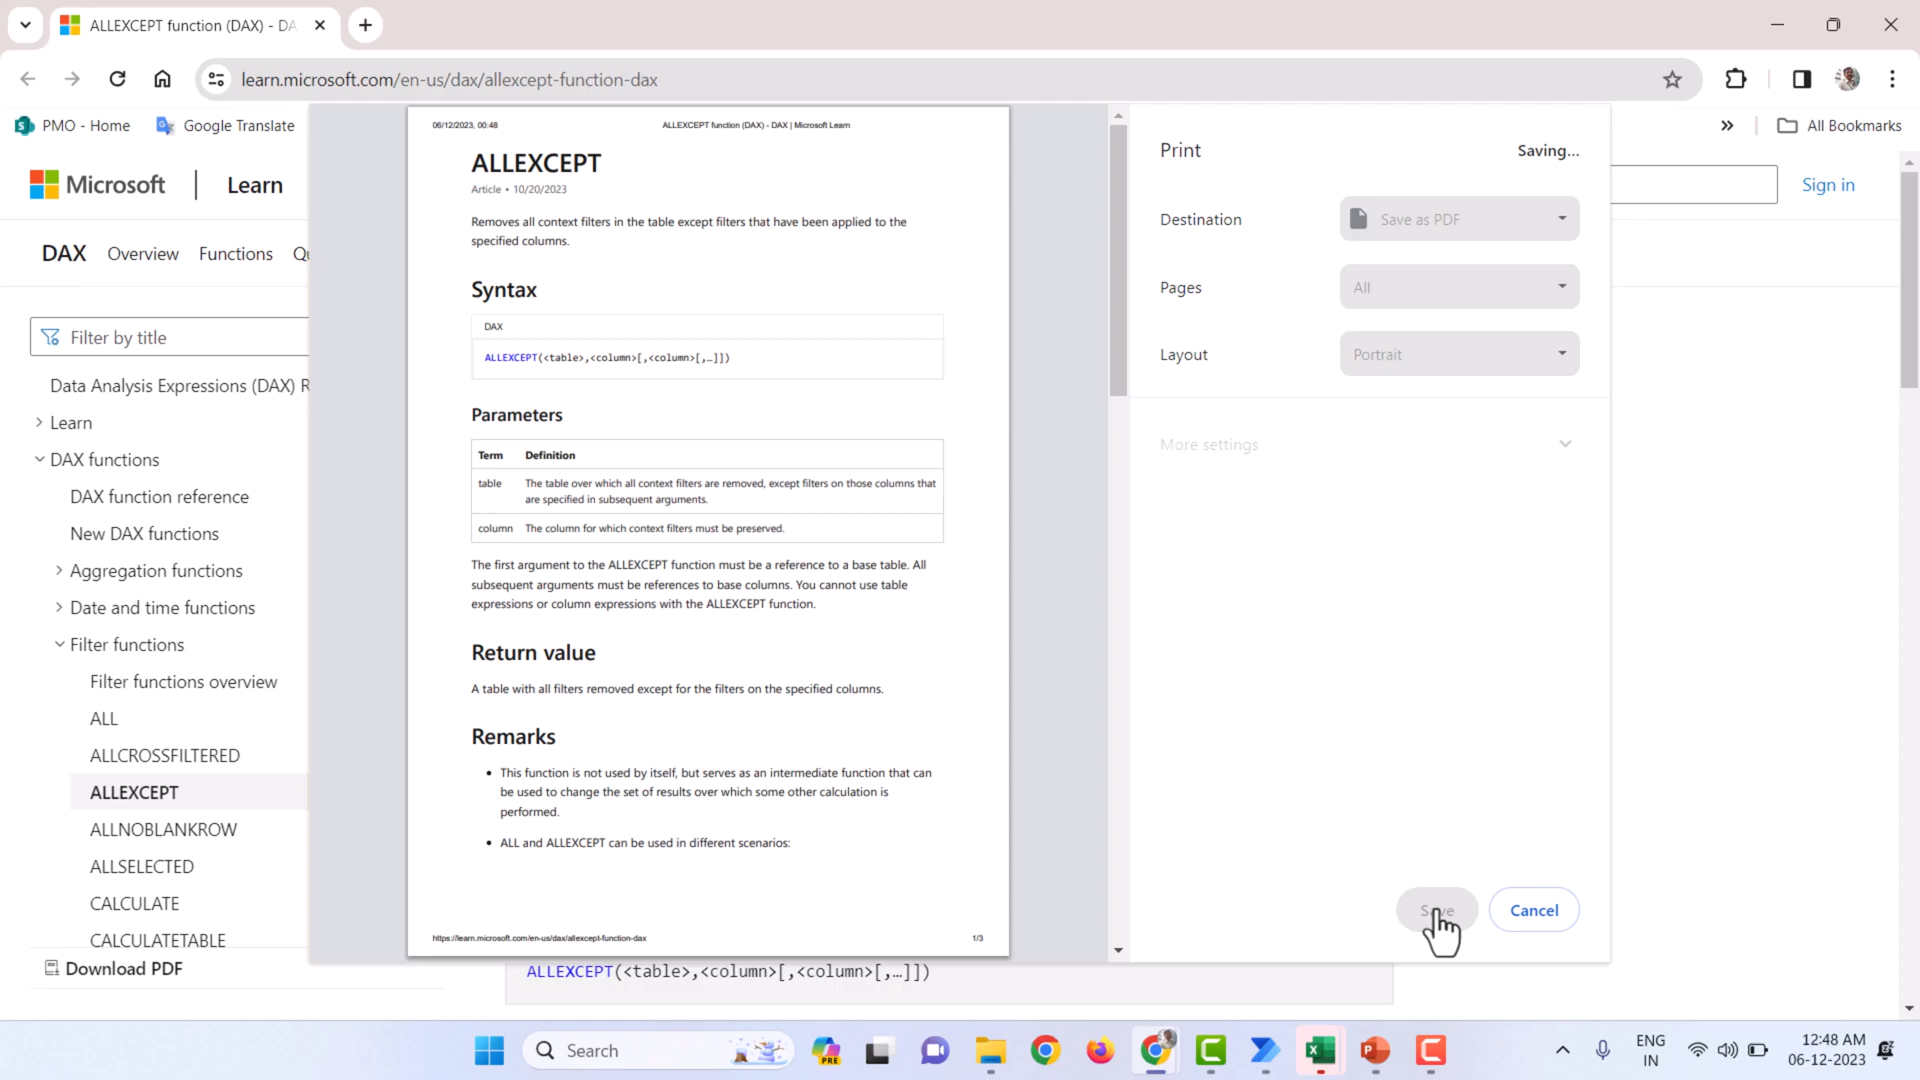 ALLEXCEPT function (DAX) - DA
learn.microsoft.com/en-us/dax/allexcept-function-dax
PMO - Home
Google Translate
All Bookmarks
Microsoft
Learn
Sign in
DAX
Overview
Functions
Filter by title
Data Analysis Expressions (DAX) R
Learn
DAX functions
DAX function reference
New DAX functions
Aggregation functions
Date and time functions
Filter functions
Filter functions overview
ALL
ALLCROSSFILTERED
ALLEXCEPT
ALLNOBLANKROW
ALLSELECTED
CALCULATE
CALCULATETABLE
Download PDF
06/12/2023, 00:48
ALLEXCEPT function (DAX) - DAX | Microsoft Learn
ALLEXCEPT
Article • 10/20/2023
Removes all context filters in the table except filters that have been applied to the
specified columns.
Syntax
DAX
ALLEXCEPT(<table>,<column>[,<column>[,…]])
Parameters
Term Definition
table The table over which all context filters are removed, except filters on those columns that
are specified in subsequent arguments.
column The column for which context filters must be preserved.
The first argument to the ALLEXCEPT function must be a reference to a base table. All
subsequent arguments must be references to base columns. You cannot use table
expressions or column expressions with the ALLEXCEPT function.
Return value
A table with all filters removed except for the filters on the specified columns.
Remarks
• This function is not used by itself, but serves as an intermediate function that can
be used to change the set of results over which some other calculation is
performed.
• ALL and ALLEXCEPT can be used in different scenarios:
https://learn.microsoft.com/en-us/dax/allexcept-function-dax
1/3
Print
Saving...
Destination
Save as PDF
Pages
All
Layout
Portrait
More settings
Save
Cancel
ALLEXCEPT(<table>,<column>[,<column>[,…]])
Search
PRE
ENG
IN
12:48 AM
06-12-2023